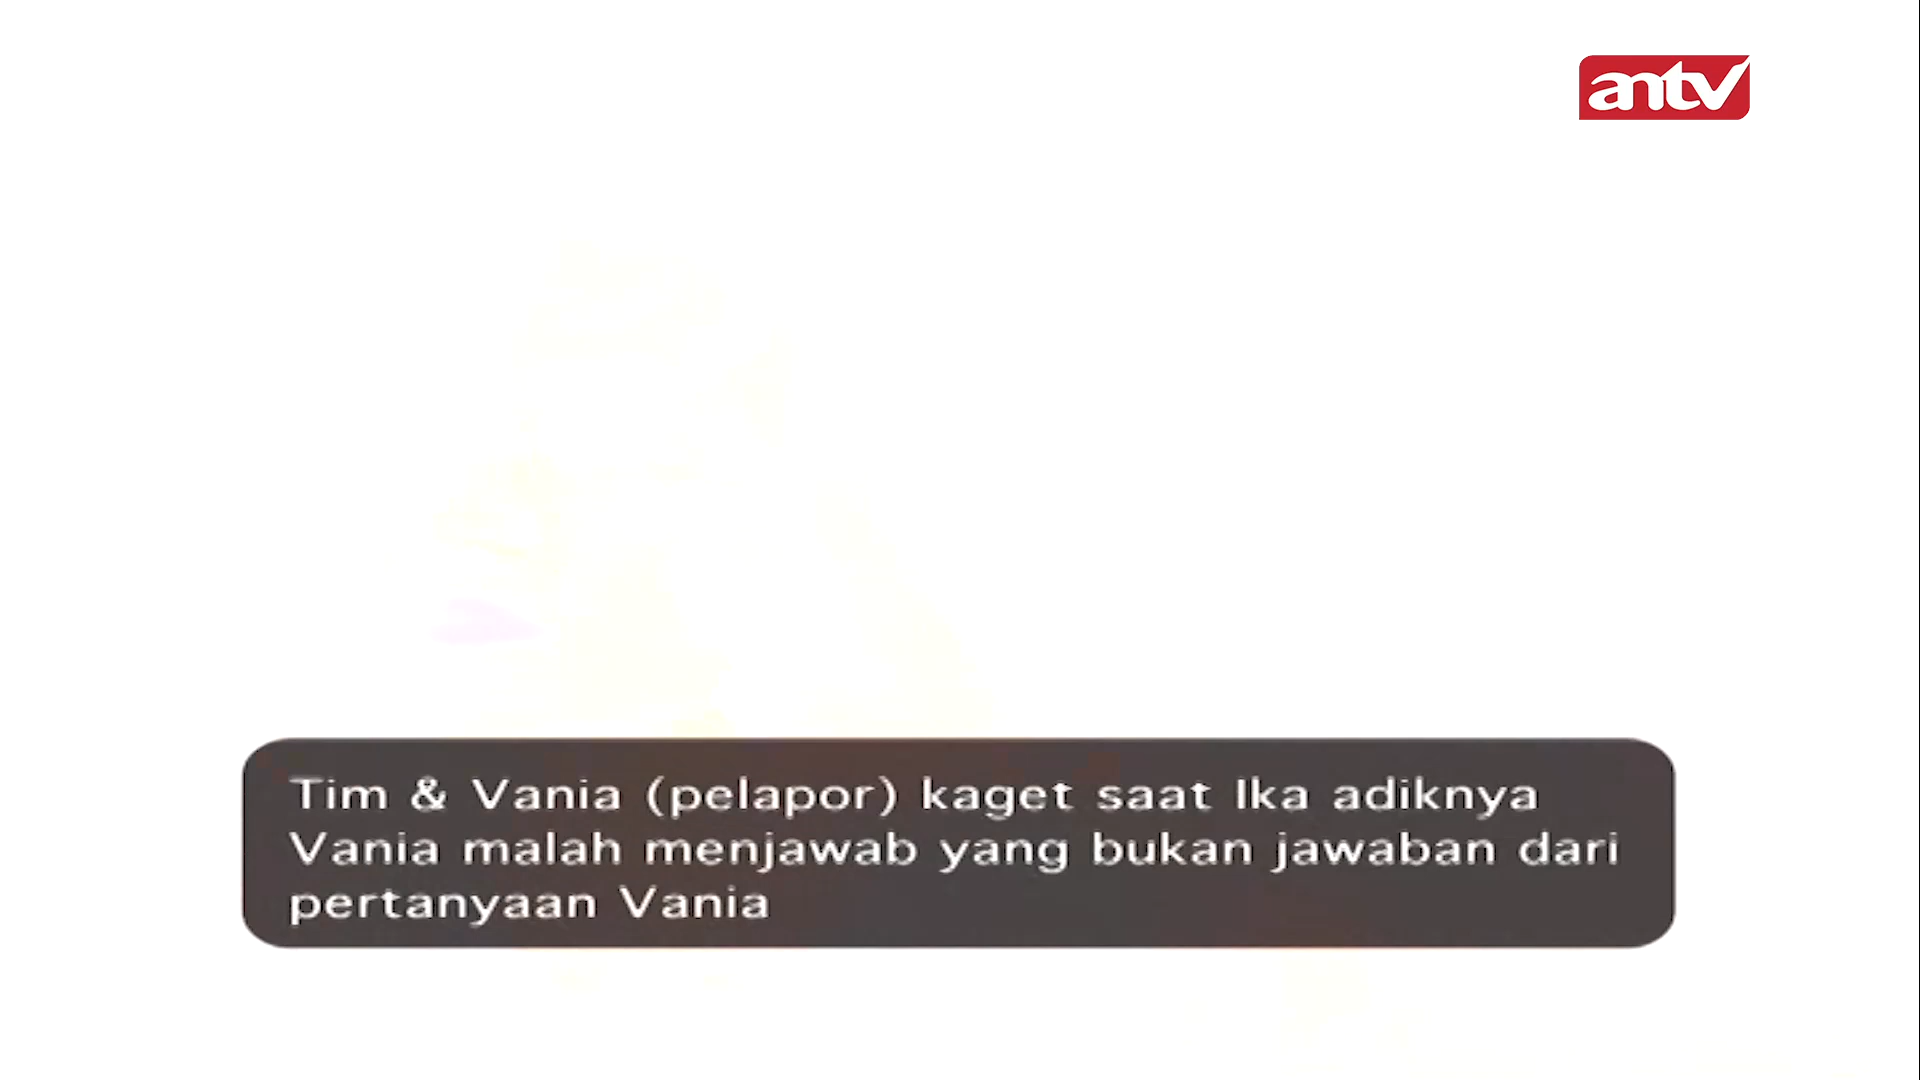 antv
Tim & Vania (pelapor) kaget saat Ika adiknya
Vania malah menjawab yang bukan jawaban dari
pertanyaan Vania